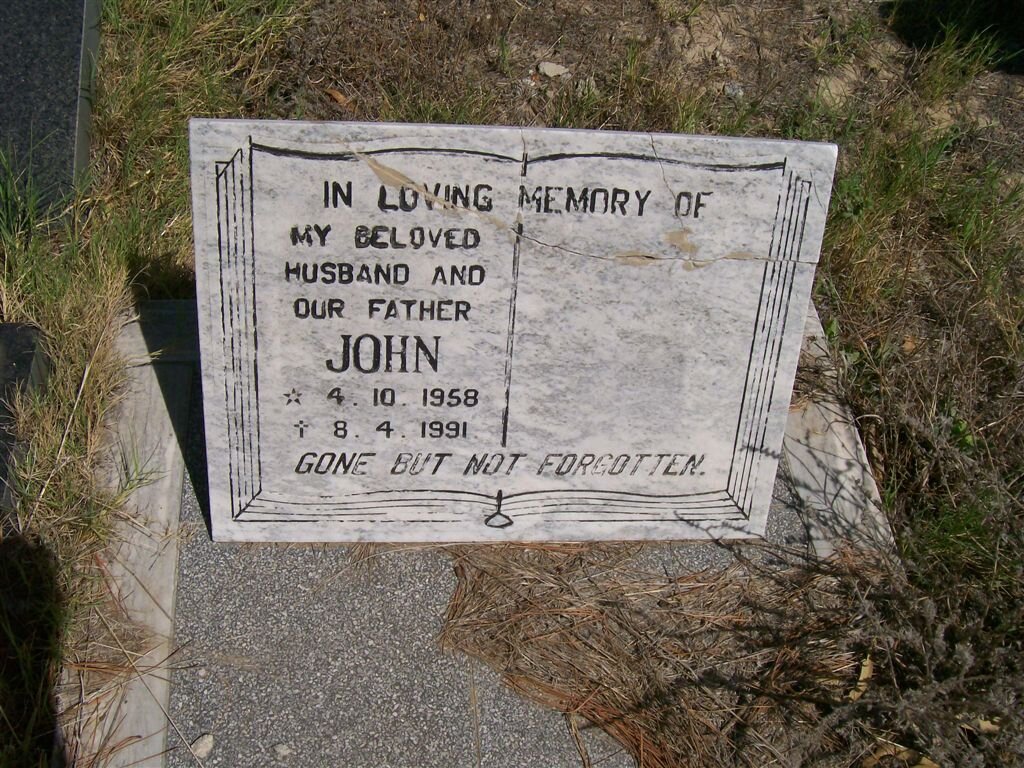 IN LOVING MEMORY OF
MY BELOVED
HUSBAND AND
OUR FATHER
JOHN
☆ 4. 10. 1958
† 8. 4. 1991
GONE BUT NOT FORGOTTEN.